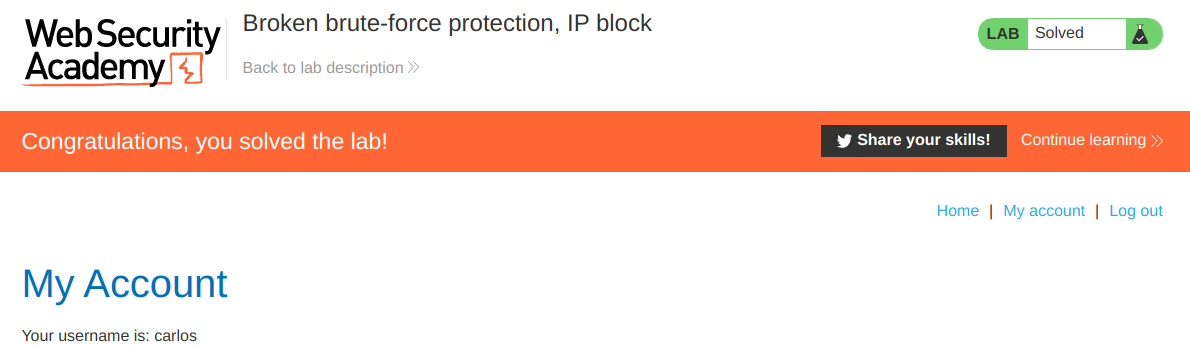 Web Security
Academy
Broken brute-force protection, IP block
Back to lab description
LAB Solved
Congratulations, you solved the lab!
Share your skills!
Continue learning
Home | My account | Log out
My Account
Your username is: carlos